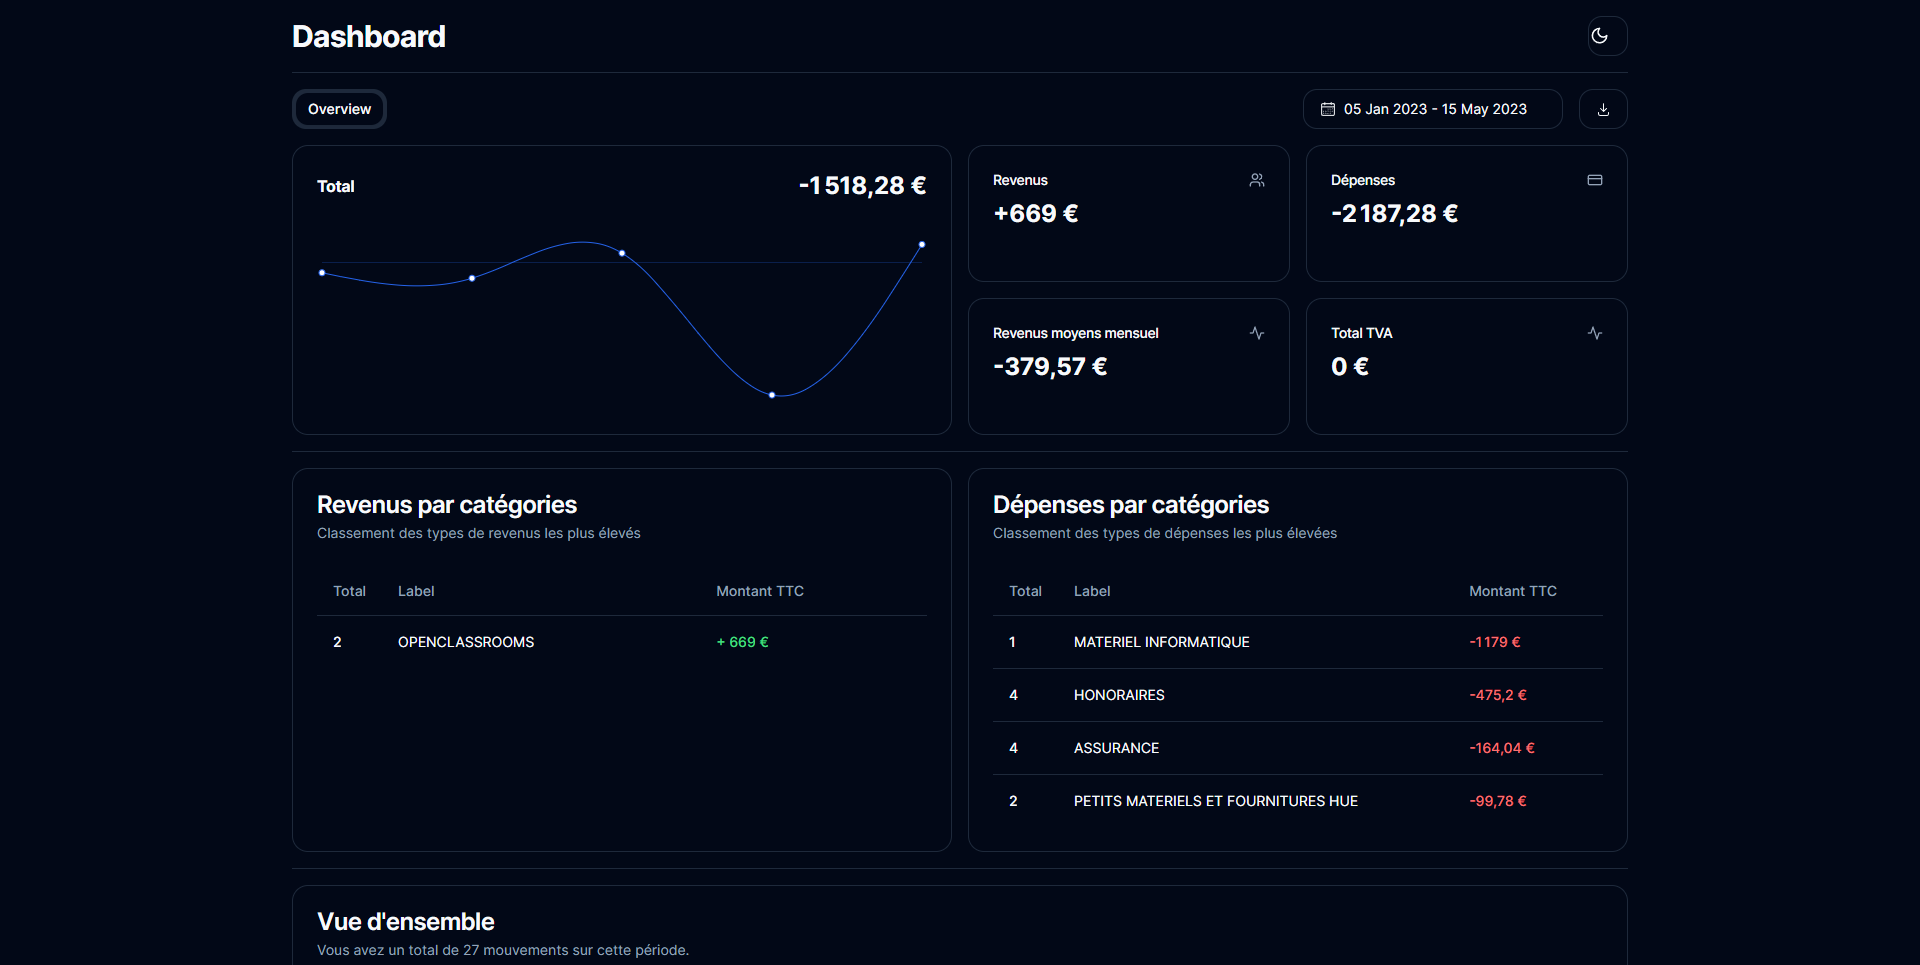 Dashboard
Overview
05 Jan 2023 - 15 May 2023
Total
-1 518,28 €
Revenus
+669 €
Dépenses
-2 187,28 €
Revenus moyens mensuel
-379,57 €
Total TVA
0 €
Revenus par catégories
Classement des types de revenus les plus élevés
Total Label Montant TTC
2 OPENCLASSROOMS + 669 €
Dépenses par catégories
Classement des types de dépenses les plus élevées
Total Label Montant TTC
1 MATERIEL INFORMATIQUE -1 179 €
4 HONORAIRES -475,2 €
4 ASSURANCE -164,04 €
2 PETITS MATERIELS ET FOURNITURES HUE -99,78 €
Vue d'ensemble
Vous avez un total de 27 mouvements sur cette période.